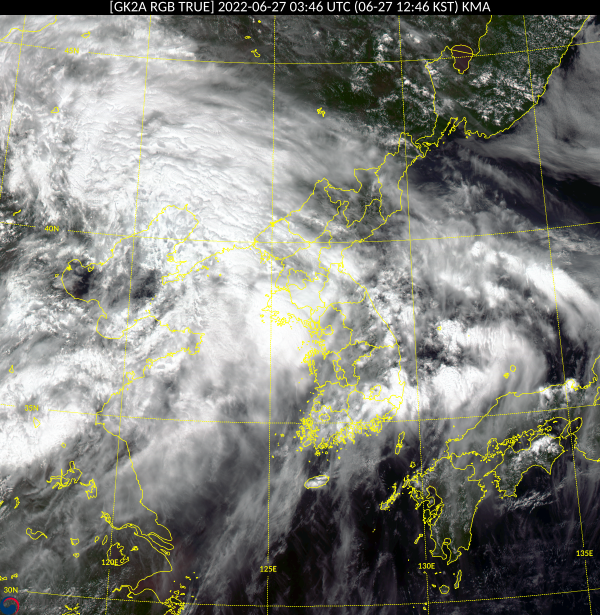 [GK2A RGB TRUE] 2022-06-27 03:46 UTC (06-27 12:46 KST) KMA
40N
35N
120E
125E
130E
135E
30N